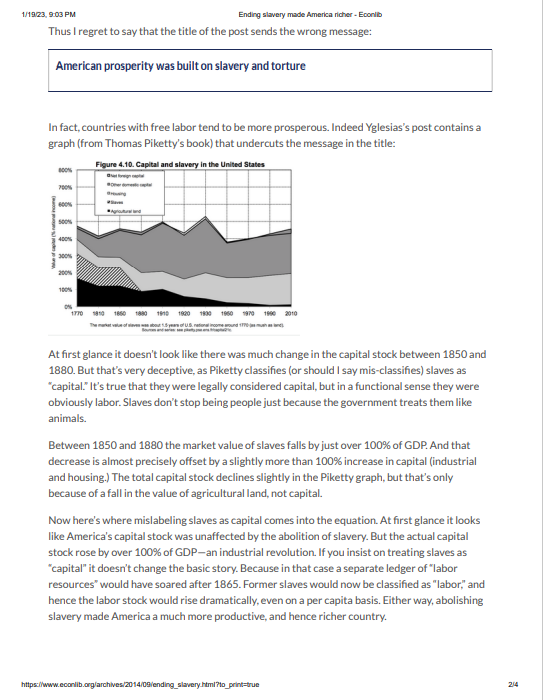 1/19/23, 9:03 PM Ending slavery made America richer - Econlib
Thus I regret to say that the title of the post sends the wrong message:
American prosperity was built on slavery and torture
In fact, countries with free labor tend to be more prosperous. Indeed Yglesias's post contains a
graph (from Thomas Piketty's book) that undercuts the message in the title:
Figure 4.10. Capital and slavery in the United States
800%
700%
600%
500%
400%
300%
200%
100%
0%
Value of capital (% national income)
Net foreign capital
Other domestic capital
Housing
Slaves
Agricultural land
1770 1810 1850 1880 1910 1920 1930 1950 1970 1990 2010
The market value of slaves was about 1.5 years of U.S. national income around 1770 (as much as land).
Sources and series: see piketty.pse.ens.fr/capital21c.
At first glance it doesn't look like there was much change in the capital stock between 1850 and
1880. But that's very deceptive, as Piketty classifies (or should I say mis-classifies) slaves as
"capital." It's true that they were legally considered capital, but in a functional sense they were
obviously labor. Slaves don't stop being people just because the government treats them like
animals.
Between 1850 and 1880 the market value of slaves falls by just over 100% of GDP. And that
decrease is almost precisely offset by a slightly more than 100% increase in capital (industrial
and housing.) The total capital stock declines slightly in the Piketty graph, but that's only
because of a fall in the value of agricultural land, not capital.
Now here's where mislabeling slaves as capital comes into the equation. At first glance it looks
like America's capital stock was unaffected by the abolition of slavery. But the actual capital
stock rose by over 100% of GDP—an industrial revolution. If you insist on treating slaves as
"capital" it doesn't change the basic story. Because in that case a separate ledger of "labor
resources" would have soared after 1865. Former slaves would now be classified as "labor," and
hence the labor stock would rise dramatically, even on a per capita basis. Either way, abolishing
slavery made America a much more productive, and hence richer country.
https://www.econlib.org/archives/2014/09/ending_slavery.html?to_print=true 2/4